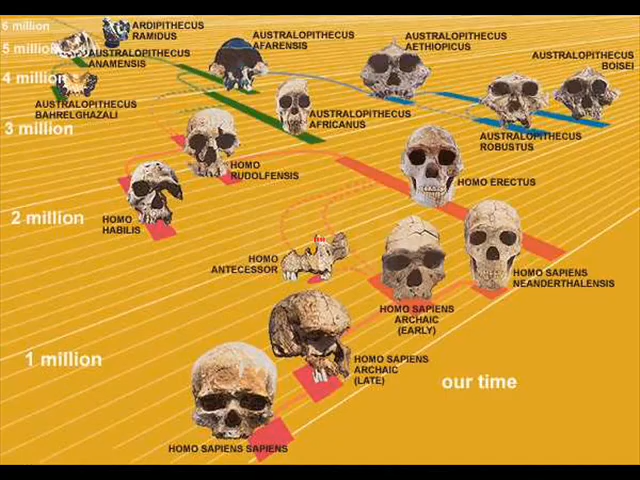 6 million
ARDIPITHECUS
RAMIDUS
5 million
AUSTRALOPITHECUS
ANAMENSIS
AUSTRALOPITHECUS
AFARENSIS
AUSTRALOPITHECUS
AETHIOPICUS
AUSTRALOPITHECUS
BOISEI
4 million
AUSTRALOPITHECUS
BAHRELGHAZALI
3 million
AUSTRALOPITHECUS
AFRICANUS
AUSTRALOPITHECUS
ROBUSTUS
HOMO
RUDOLFENSIS
HOMO ERECTUS
2 million
HOMO
HABILIS
HOMO
ANTECESSOR
HOMO SAPIENS
NEANDERTHALENSIS
HOMO SAPIENS
ARCHAIC
(EARLY)
1 million
HOMO SAPIENS
ARCHAIC
(LATE)
our time
HOMO SAPIENS SAPIENS